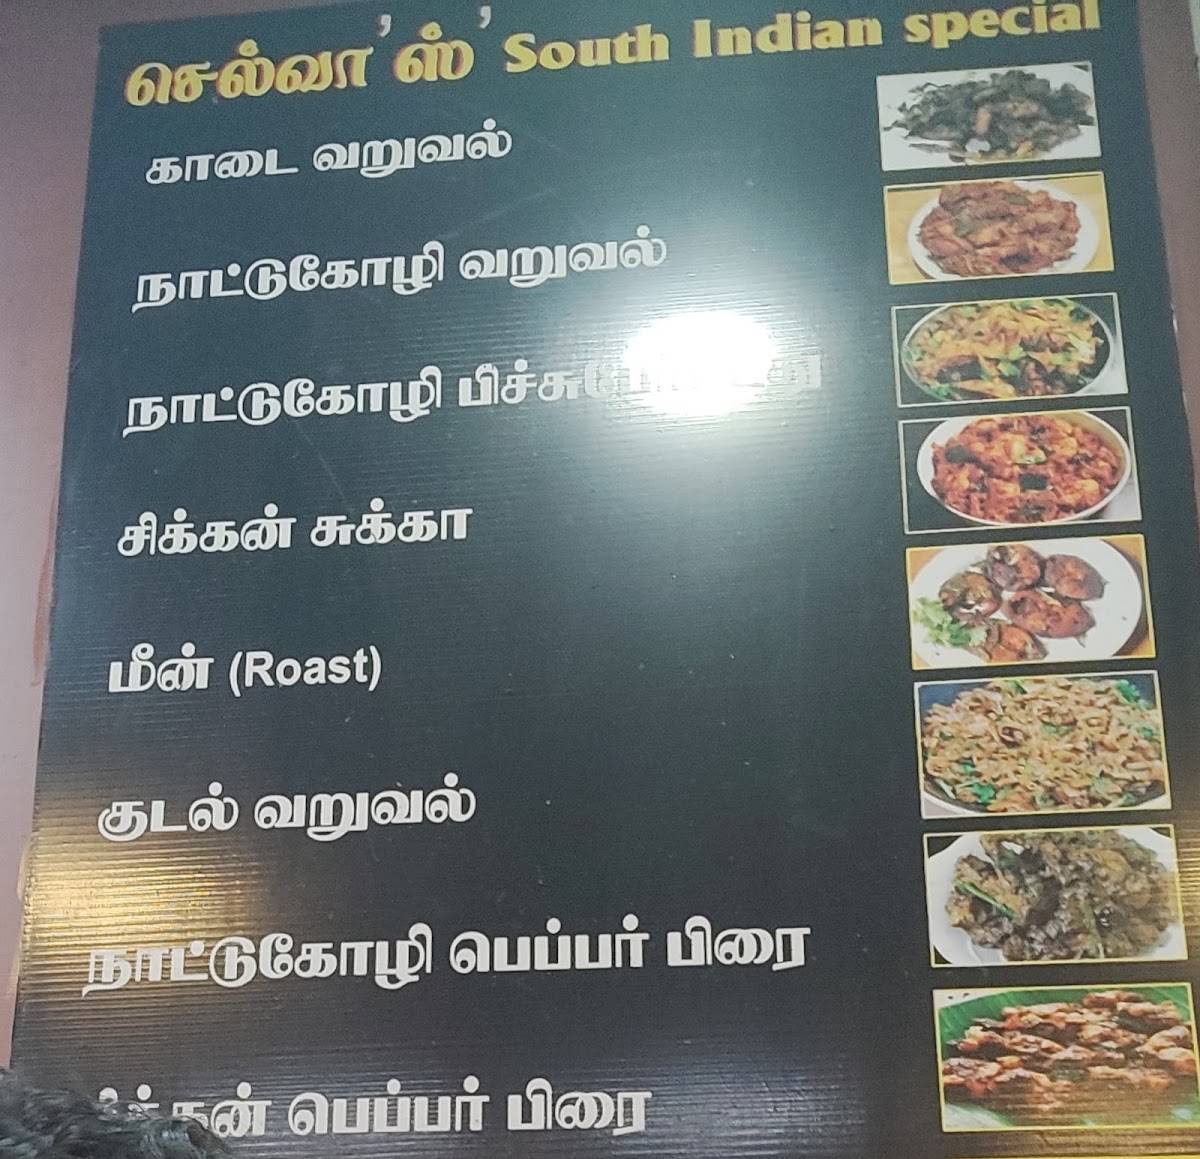 செல்வா'ஸ்' South Indian special
காடை வறுவல்
நாட்டுகோழி வறுவல்
நாட்டுகோழி
சிக்கன் சுக்கா
மீன் (Roast)
குடல் வறுவல்
நாட்டுகோழி பெப்பர் பிரை
பெப்பர் பிரை